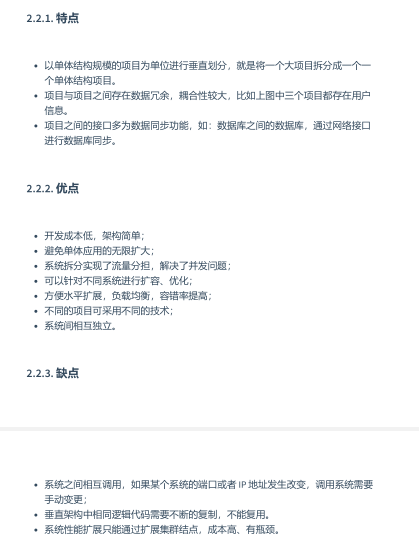 2.2.1. 特点
• 以单体结构规模的项目为单位进行垂直划分，就是将一个大项目拆分成一个一
个单体结构项目。
• 项目与项目之间存在数据冗余，耦合性较大，比如上图中三个项目都存在用户
信息。
• 项目之间的接口多为数据同步功能，如：数据库之间的数据库，通过网络接口
进行数据库同步。
2.2.2. 优点
• 开发成本低，架构简单；
• 避免单体应用的无限扩大；
• 系统拆分实现了流量分担，解决了并发问题；
• 可以针对不同系统进行扩容、优化；
• 方便水平扩展，负载均衡，容错率提高；
• 不同的项目可采用不同的技术；
• 系统间相互独立。
2.2.3. 缺点
• 系统之间相互调用，如果某个系统的端口或者 IP 地址发生改变，调用系统需要
手动变更；
• 垂直架构中相同逻辑代码需要不断的复制，不能复用。
• 系统性能扩展只能通过扩展集群结点，成本高、有瓶颈。